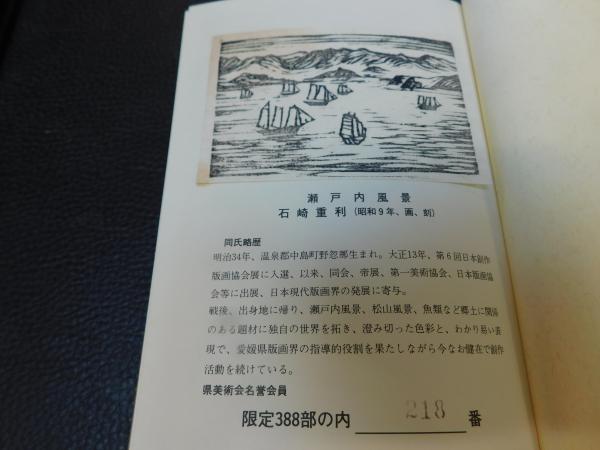 瀬戸内風景
石崎重利(昭和9年、画、刻)
同氏略歴
明治34年、温泉郡中島町野忽那生まれ。大正13年、第6回日本創作
版画協会展に入選、以来、同会、帝展、第一美術協会、日本版画協
会等に出展、日本現代版画界の発展に寄与。
戦後、出身地に帰り、瀬戸内風景、松山風景、魚類など郷土に関係
のある題材に独自の世界を拓き、澄み切った色彩と、わかり易い表
現で、愛媛県版画界の指導的役割を果たしながら今なお健在で創作
活動を続けている。
県美術会名誉会員
限定388部の内 218 番